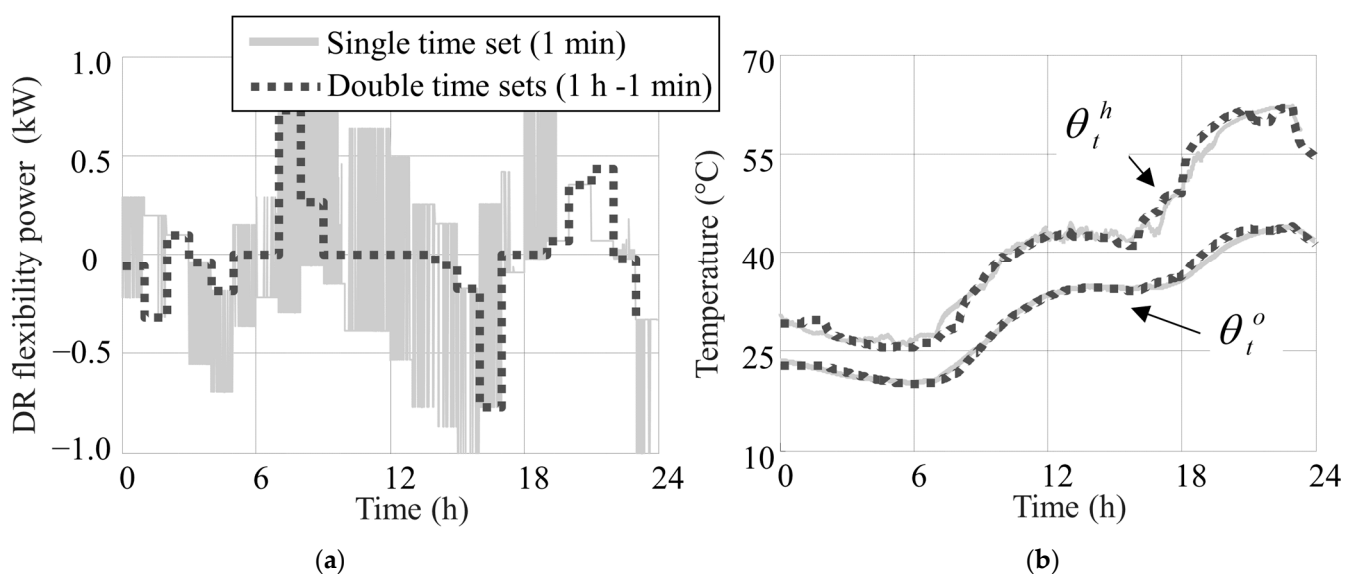 Single time set (1 min)
Double time sets (1 h -1 min)
DR flexibility power (kW)
1.0
0.5
0
−0.5
−1.0
0 6 12 18 24
Time (h)
(a)
Temperature (°C)
70
55
40
25
10
θ_t^h
θ_t^o
0 6 12 18 24
Time (h)
(b)